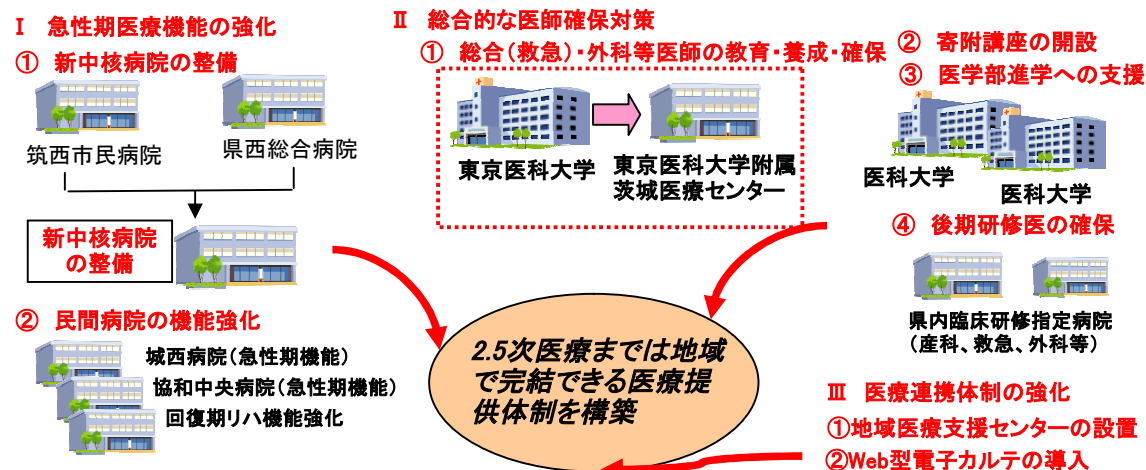 Ⅰ 急性期医療機能の強化
① 新中核病院の整備
筑西市民病院
県西総合病院
新中核病院
の整備
② 民間病院の機能強化
城西病院(急性期機能)
協和中央病院(急性期機能)
回復期リハ機能強化
Ⅱ 総合的な医師確保対策
① 総合(救急)・外科等医師の教育・養成・確保
東京医科大学
東京医科大学附属
茨城医療センター
② 寄附講座の開設
③ 医学部進学への支援
医科大学
医科大学
④ 後期研修医の確保
県内臨床研修指定病院
(産科、救急、外科等)
2.5次医療までは地域
で完結できる医療提
供体制を構築
Ⅲ 医療連携体制の強化
①地域医療支援センターの設置
②Web型電子カルテの導入